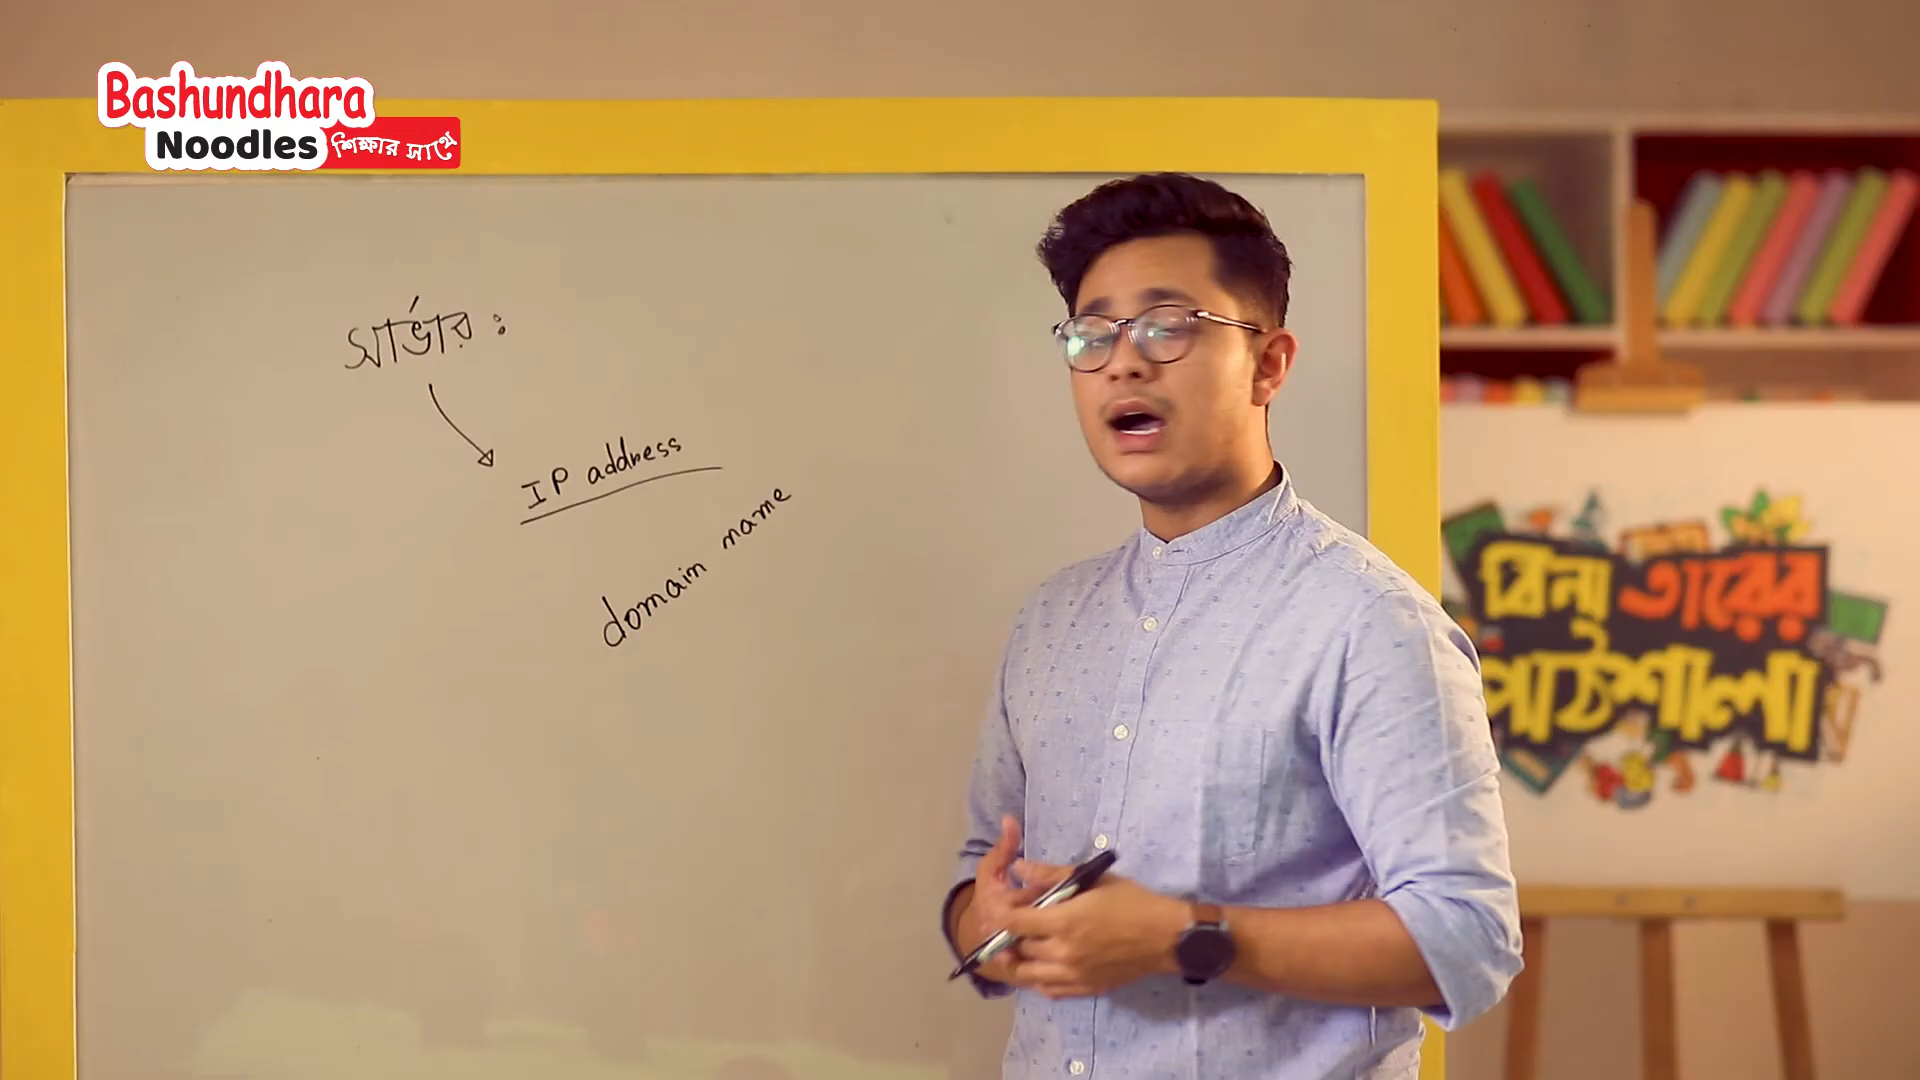 Bashundhara
Noodles শিক্ষার সাথে
সার্ভার :
IP address
domain name
বিনা তারের
পাঠশালা